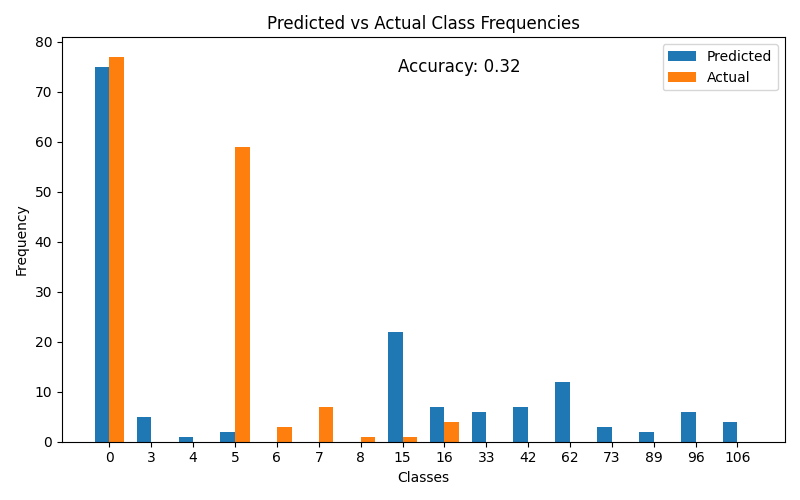 Predicted vs Actual Class Frequencies
Accuracy: 0.32
Predicted
Actual
80
70
60
50
40
30
20
10
0
Frequency
0 3 4 5 6 7 8 15 16 33 42 62 73 89 96 106
Classes